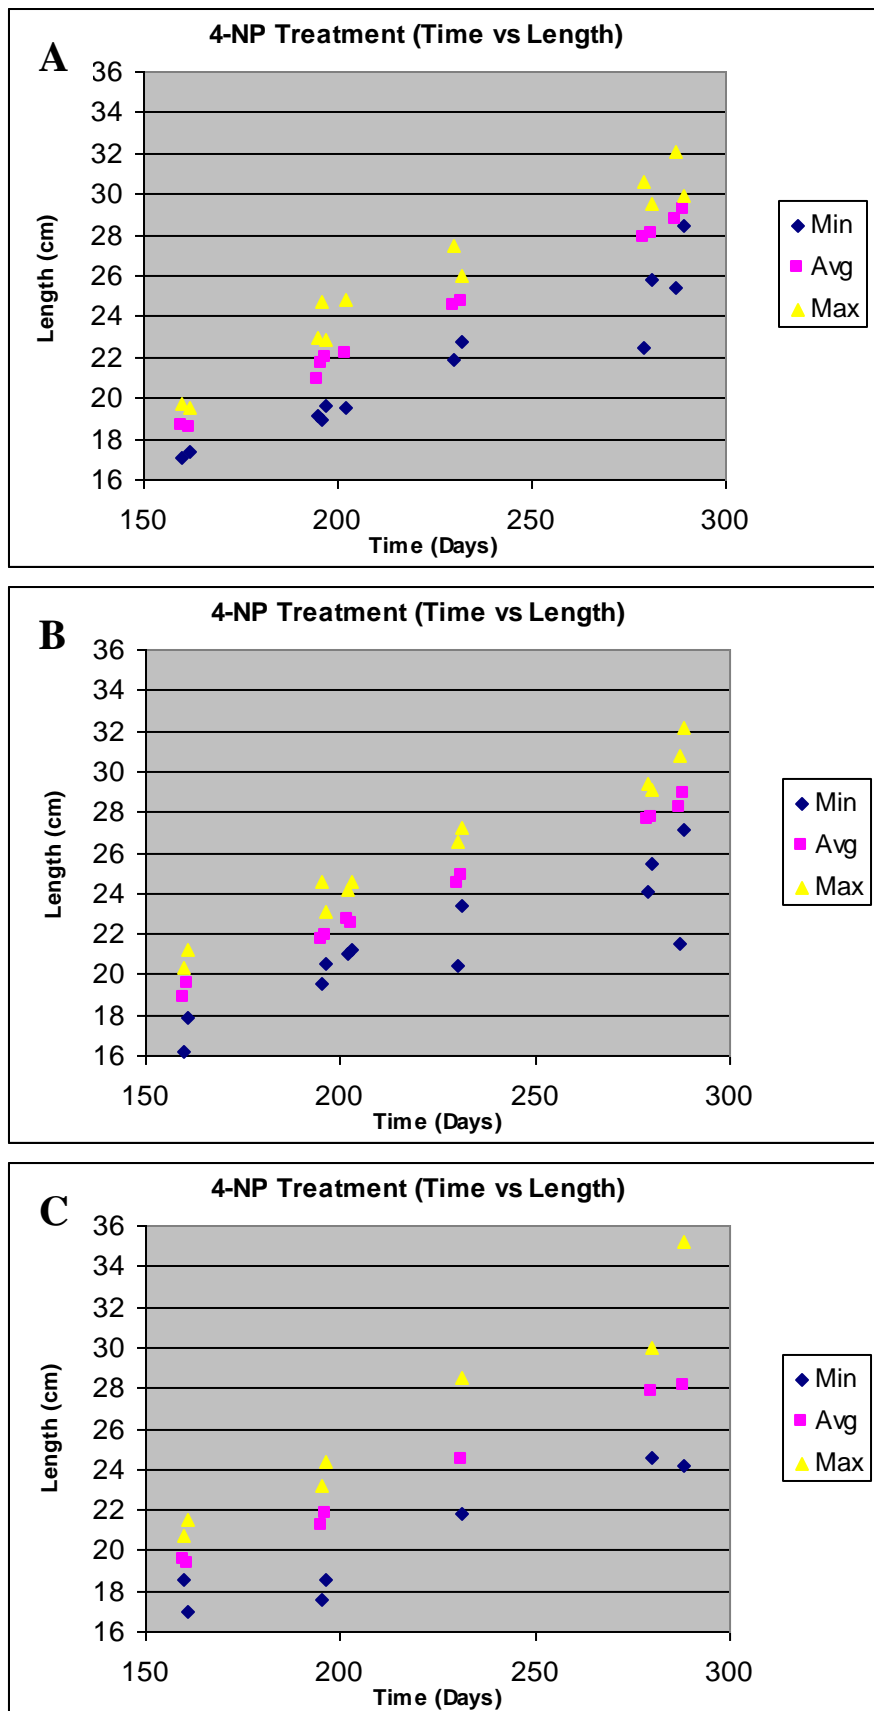 A
4-NP Treatment (Time vs Length)
36
34
32
30
28
26
24
22
20
18
16
Length (cm)
150 200 250 300
Time (Days)
Min
Avg
Max
B
4-NP Treatment (Time vs Length)
36
34
32
30
28
26
24
22
20
18
16
Length (cm)
150 200 250 300
Time (Days)
Min
Avg
Max
C
4-NP Treatment (Time vs Length)
36
34
32
30
28
26
24
22
20
18
16
Length (cm)
150 200 250 300
Time (Days)
Min
Avg
Max